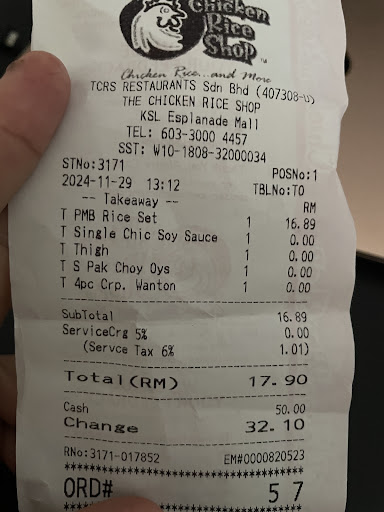 Chicken
Rice
Shop
Chicken Rice...and More
TCRS RESTAURANTS Sdn Bhd (407308-U)
THE CHICKEN RICE SHOP
KSL Esplanade Mall
TEL: 603-3000 4457
SST: W10-1808-32000034
STNo:3171 POSNo:1
2024-11-29 13:12 TBLNo:TO
-- Takeaway -- RM
T PMB Rice Set 1 16.89
T Single Chic Soy Sauce 1 0.00
T Thigh 1 0.00
T S Pak Choy Oys 1 0.00
T 4pc Crp. Wanton 1 0.00
SubTotal 16.89
ServiceCrg 5% 0.00
(Servce Tax 6% 1.01)
Total(RM) 17.90
Cash 50.00
Change 32.10
RNo:3171-017852 EM#0000820523
************************************
ORD# 57
************************************